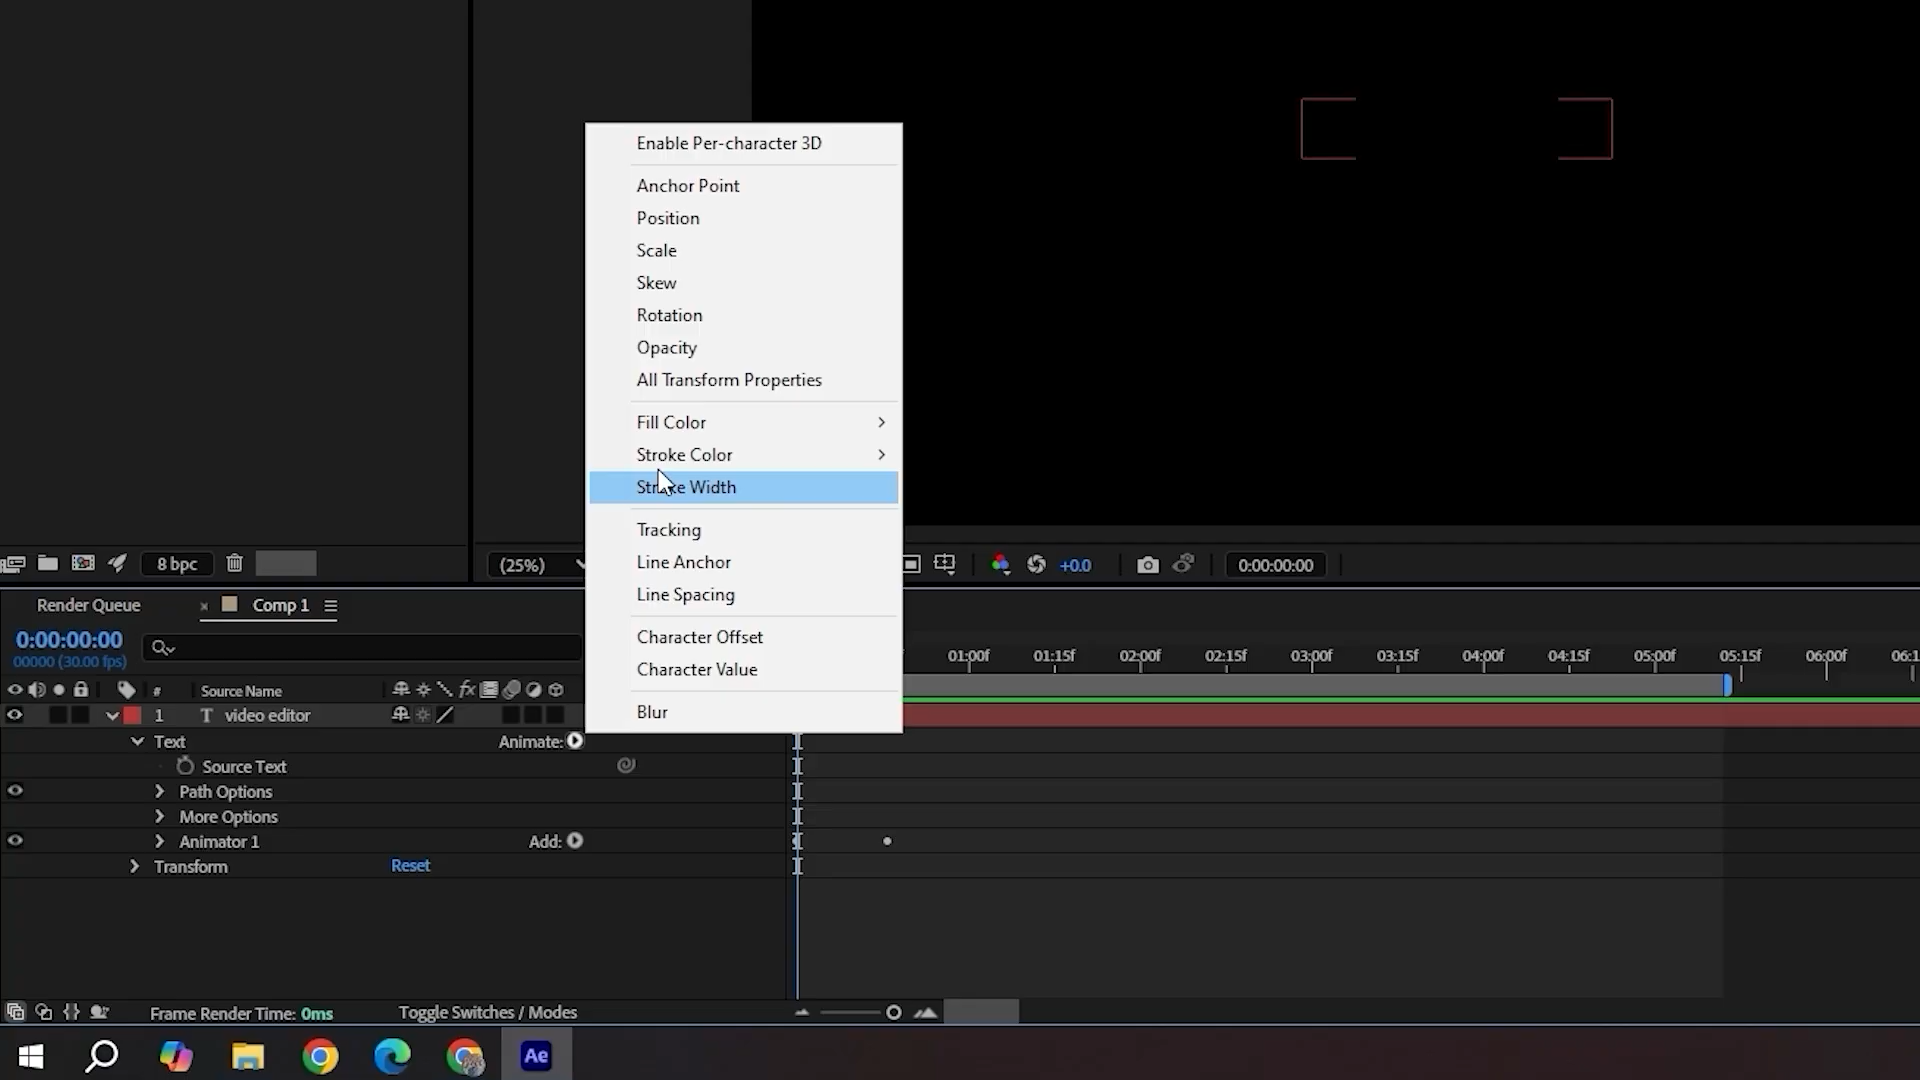 Enable Per-character 3D
Anchor Point
Position
Scale
Skew
Rotation
Opacity
All Transform Properties
Fill Color
Stroke Color
Stroke Width
Tracking
Line Anchor
Line Spacing
Character Offset
Character Value
Blur
8 bpc
(25%)
+0.0
0:00:00:00
Render Queue
Comp 1
0:00:00:00
00000 (30.00 fps)
01:00f 01:15f 02:00f 02:15f 03:00f 03:15f 04:00f 04:15f 05:00f 05:15f 06:00f 06:1
# Source Name fx
1 T video editor
Text Animate:
Source Text
Path Options
More Options
Animator 1 Add:
Transform Reset
Frame Render Time: 0ms Toggle Switches / Modes
Ae